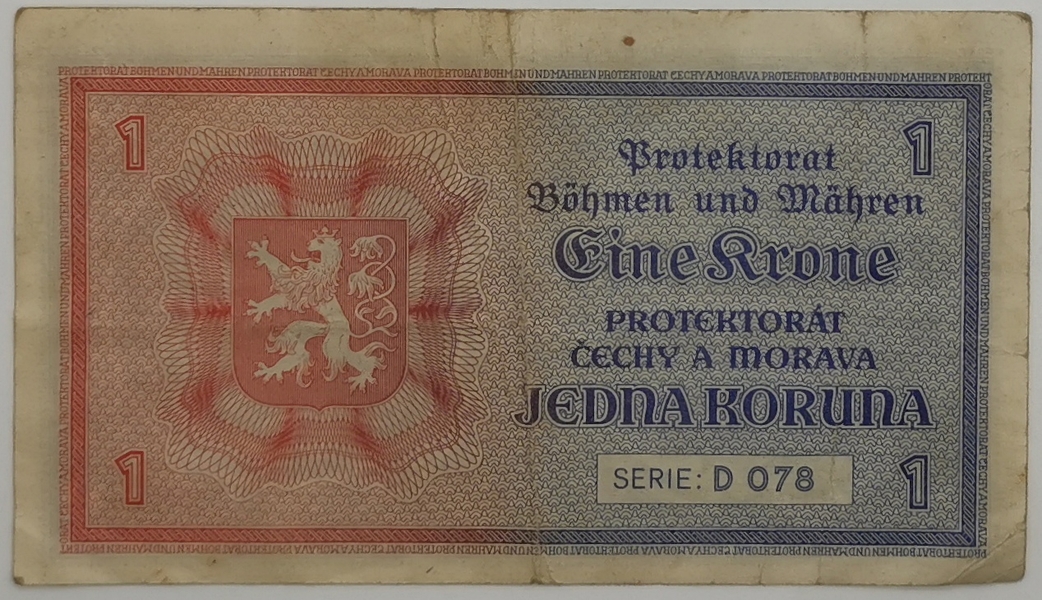 PROTEKTORAT BÖHMEN UND MÄHREN PROTEKTORAT ČECHY A MORAVA PROTEKTORAT BÖHMEN UND MÄHREN PROTEKTORAT ČECHY A MORAVA PROTEKTORAT BÖHMEN UND MÄHREN PROTEKT
1
1
Protektorat
Böhmen und Mähren
Eine Krone
PROTEKTORÁT
ČECHY A MORAVA
JEDNA KORUNA
1
SERIE: D 078
1